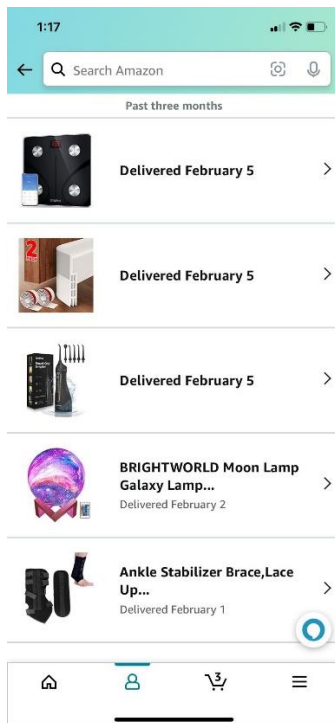 1:17
Search Amazon
Past three months
Delivered February 5
2
Delivered February 5
Delivered February 5
BRIGHTWORLD Moon Lamp
Galaxy Lamp...
Delivered February 2
Ankle Stabilizer Brace,Lace
Up...
Delivered February 1
3